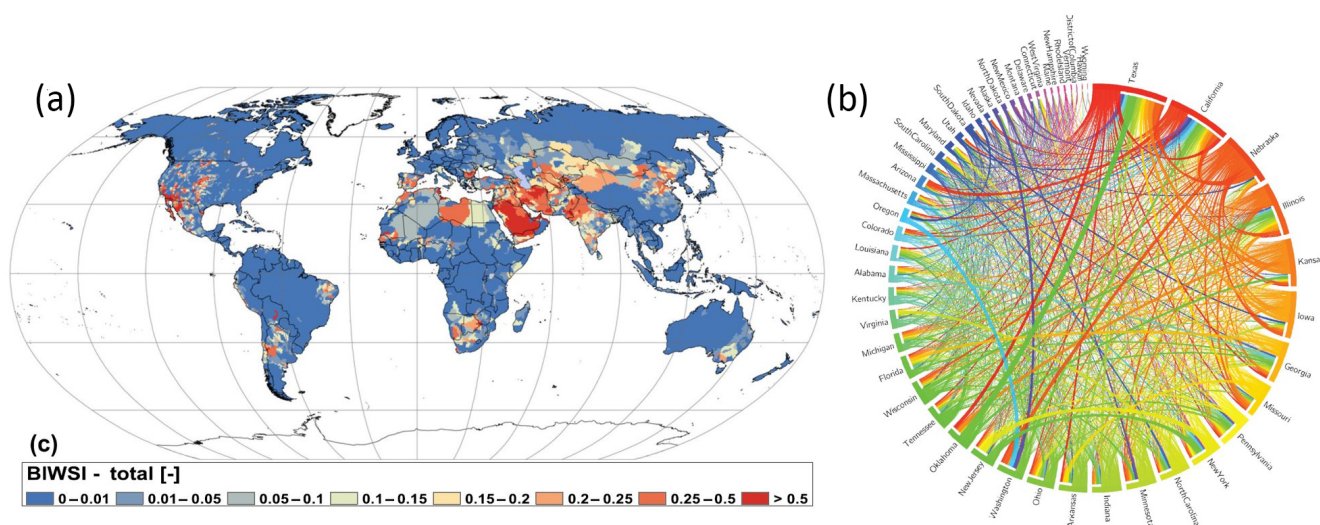 (a)
(c)
BIWSI - total [-]
0–0.01 0.01–0.05 0.05–0.1 0.1–0.15 0.15–0.2 0.2–0.25 0.25–0.5 > 0.5
(b)
Texas
California
Nebraska
Illinois
Kansas
Iowa
Georgia
Missouri
Pennsylvania
NewYork
NorthCarolina
Minnesota
Indiana
Arkansas
Ohio
Washington
NewJersey
Oklahoma
Tennessee
Wisconsin
Florida
Michigan
Virginia
Kentucky
Alabama
Louisiana
Colorado
Oregon
Massachusetts
Arizona
Mississippi
SouthCarolina
Maryland
Utah
SouthDakota
Idaho
Nevada
Alaska
NorthDakota
NewMexico
Montana
Delaware
Connecticut
WestVirginia
Maine
NewHampshire
RhodeIsland
Vermont
DistrictofColumbia
Hawaii
Wyoming